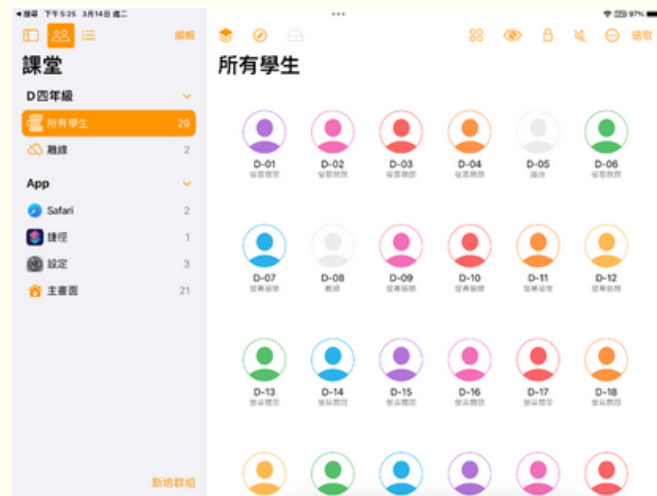 ◀搜尋 下午5:25 3月14日 週二
97%
編輯
選取
課堂
D四年級
所有學生 29
離線 2
App
Safari 2
捷徑 1
設定 3
主畫面 21
新增群組
所有學生
D-01 D-02 D-03 D-04 D-05 D-06
離線
D-07 D-08 D-09 D-10 D-11 D-12
離線
D-13 D-14 D-15 D-16 D-17 D-18